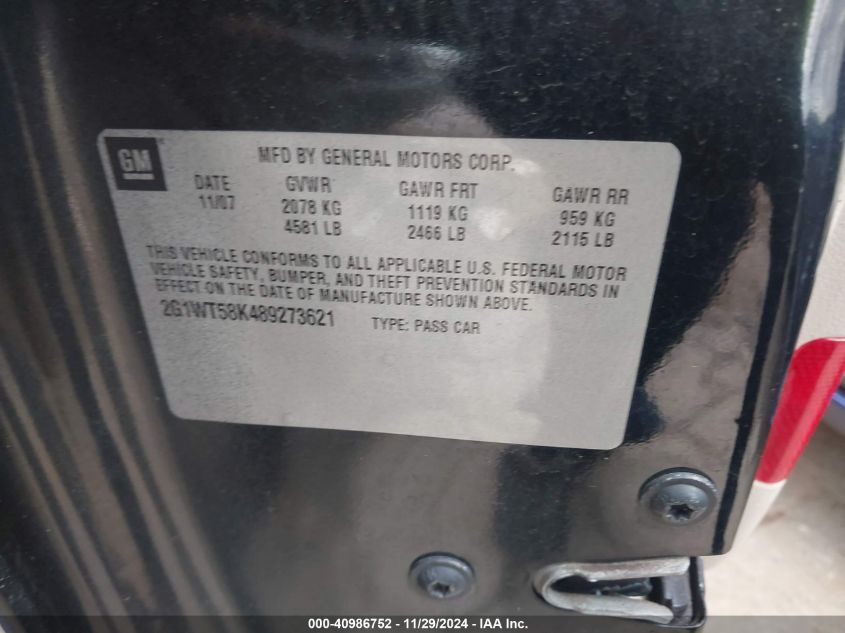 GM
MFD BY GENERAL MOTORS CORP.
DATE GVWR GAWR FRT GAWR RR
11/07 2078 KG 1119 KG 959 KG
4581 LB 2466 LB 2115 LB
THIS VEHICLE CONFORMS TO ALL APPLICABLE U.S. FEDERAL MOTOR
VEHICLE SAFETY, BUMPER, AND THEFT PREVENTION STANDARDS IN
EFFECT ON THE DATE OF MANUFACTURE SHOWN ABOVE.
2G1WT58K489273621 TYPE: PASS CAR
000-40986752 - 11/29/2024 - IAA Inc.